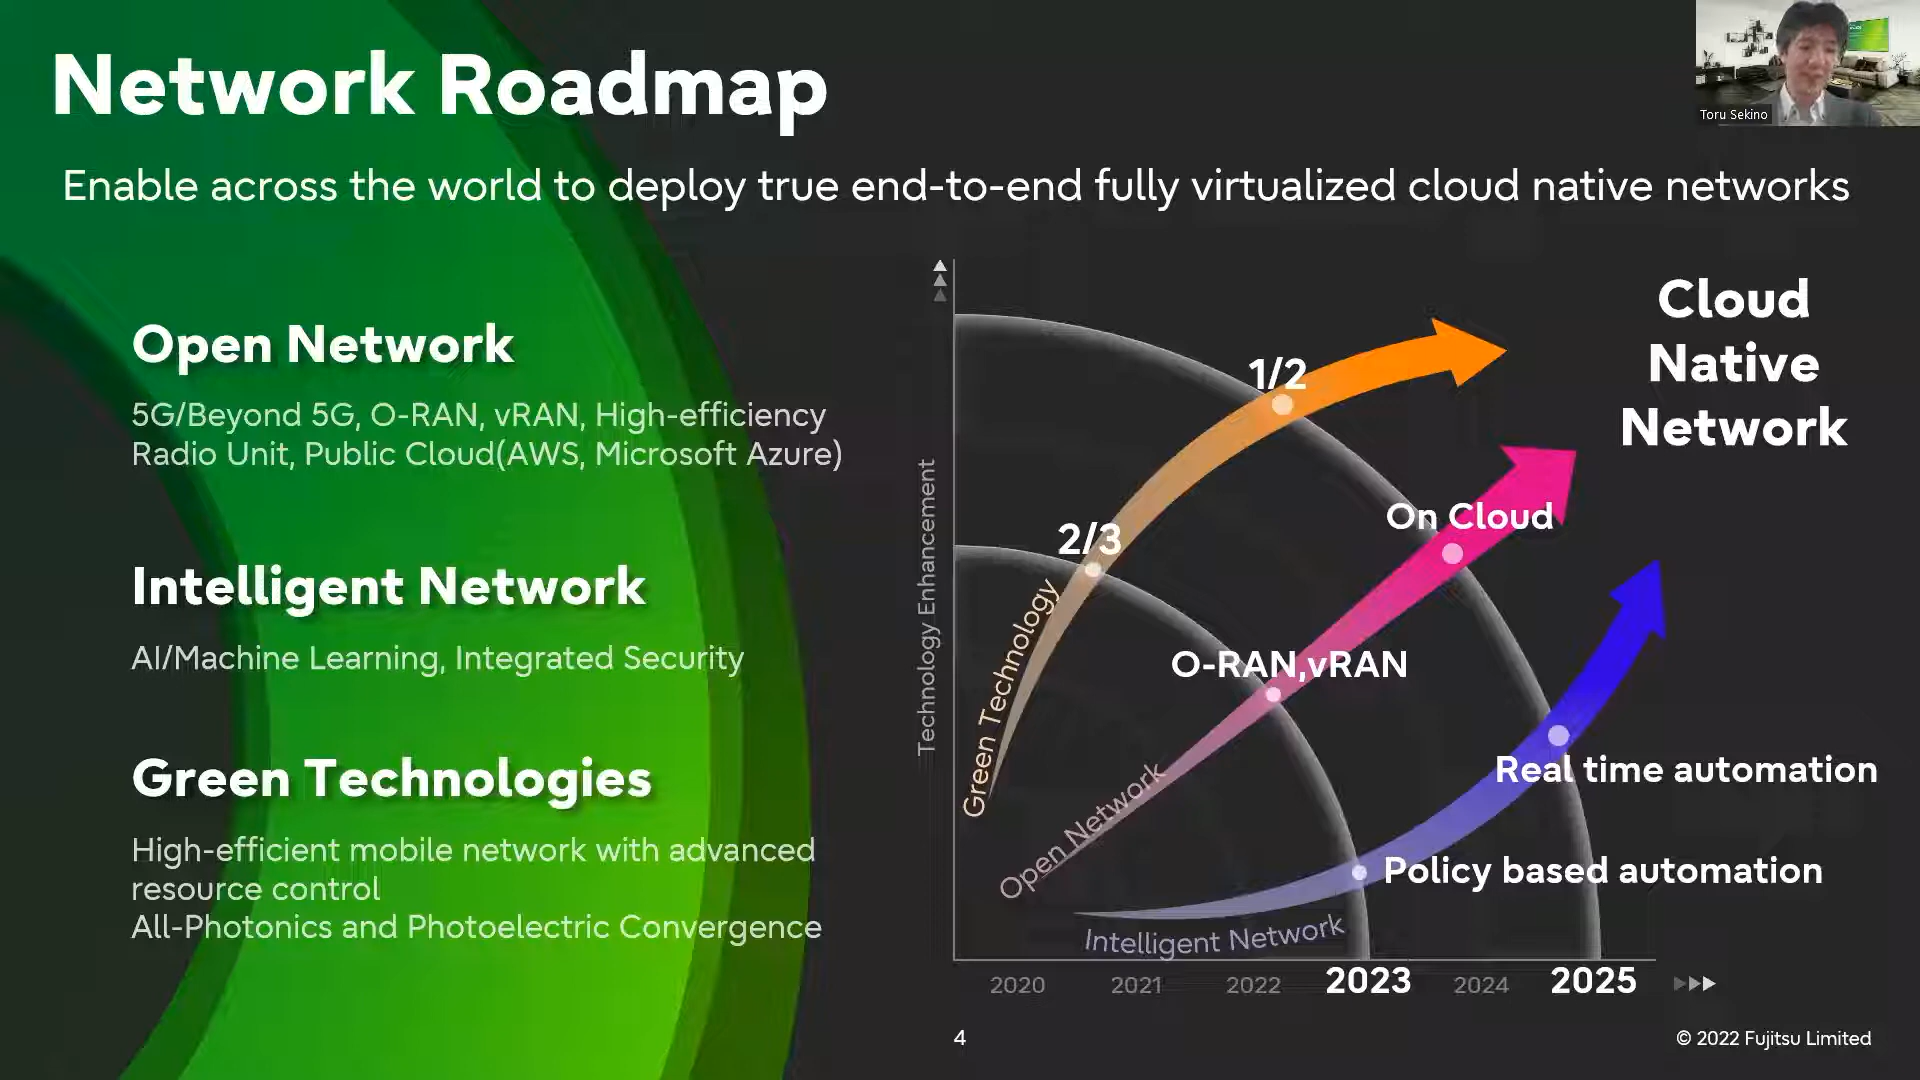 Network Roadmap
Toru Sekino
Enable across the world to deploy true end-to-end fully virtualized cloud native networks
Open Network
5G/Beyond 5G, O-RAN, vRAN, High-efficiency
Radio Unit, Public Cloud(AWS, Microsoft Azure)
Intelligent Network
AI/Machine Learning, Integrated Security
Green Technologies
High-efficient mobile network with advanced
resource control
All-Photonics and Photoelectric Convergence
Technology Enhancement
Cloud
Native
Network
1/2
2/3
Green Technology
On Cloud
O-RAN,vRAN
Open Network
Real time automation
Policy based automation
Intelligent Network
2020 2021 2022 2023 2024 2025
4
© 2022 Fujitsu Limited